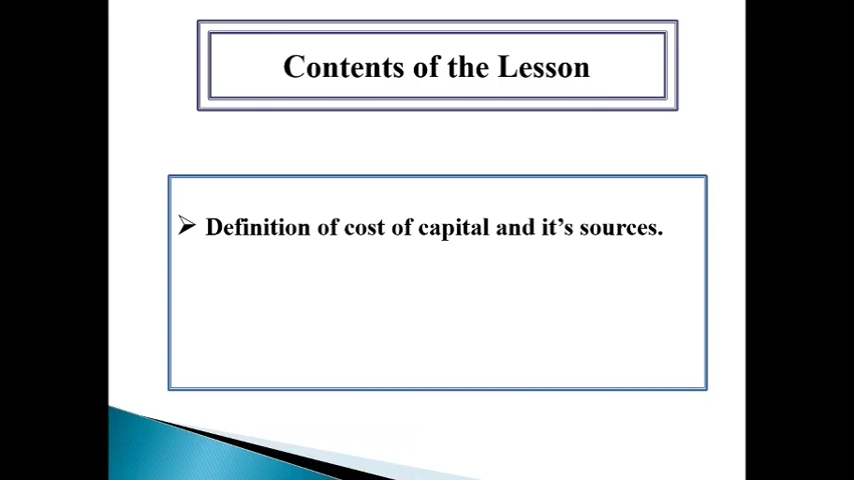 Contents of the Lesson
Definition of cost of capital and it’s sources.